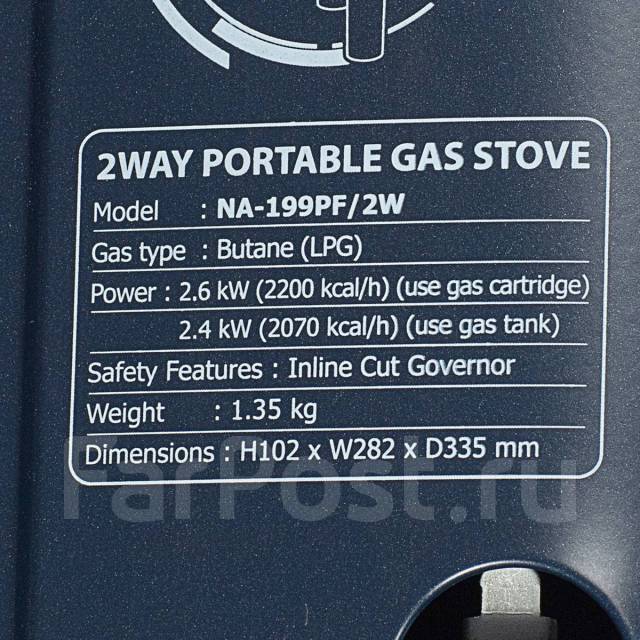 2WAY PORTABLE GAS STOVE
Model : NA-199PF/2W
Gas type : Butane (LPG)
Power : 2.6 kW (2200 kcal/h) (use gas cartridge)
2.4 kW (2070 kcal/h) (use gas tank)
Safety Features : Inline Cut Governor
Weight : 1.35 kg
Dimensions : H102 x W282 x D335 mm
FarPost.ru